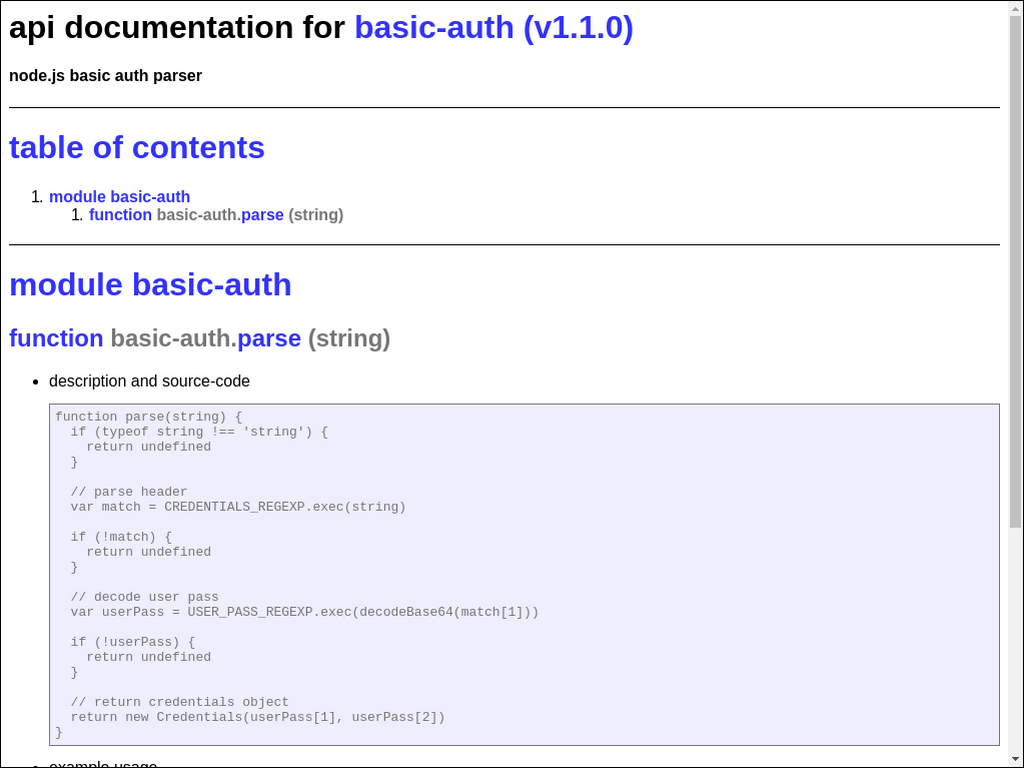 api documentation for basic-auth (v1.1.0)
node.js basic auth parser
table of contents
1. module basic-auth
1. function basic-auth.parse (string)
module basic-auth
function basic-auth.parse (string)
• description and source-code
function parse(string) {
  if (typeof string !== 'string') {
    return undefined
  }
  // parse header
  var match = CREDENTIALS_REGEXP.exec(string)
  if (!match) {
    return undefined
  }
  // decode user pass
  var userPass = USER_PASS_REGEXP.exec(decodeBase64(match[1]))
  if (!userPass) {
    return undefined
  }
  // return credentials object
  return new Credentials(userPass[1], userPass[2])
}
• example usage